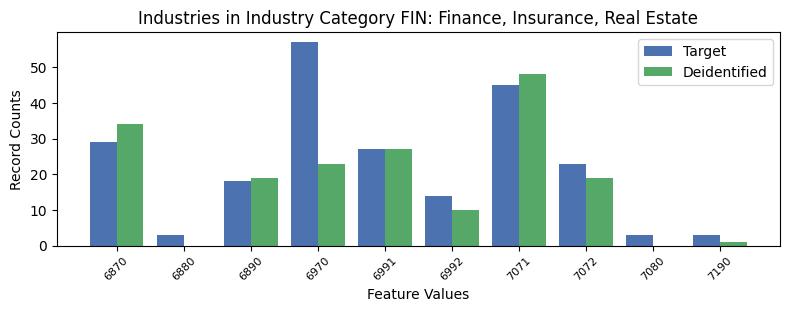 Industries in Industry Category FIN: Finance, Insurance, Real Estate
Target
Deidentified
Record Counts
50
40
30
20
10
0
6870 6880 6890 6970 6991 6992 7071 7072 7080 7190
Feature Values